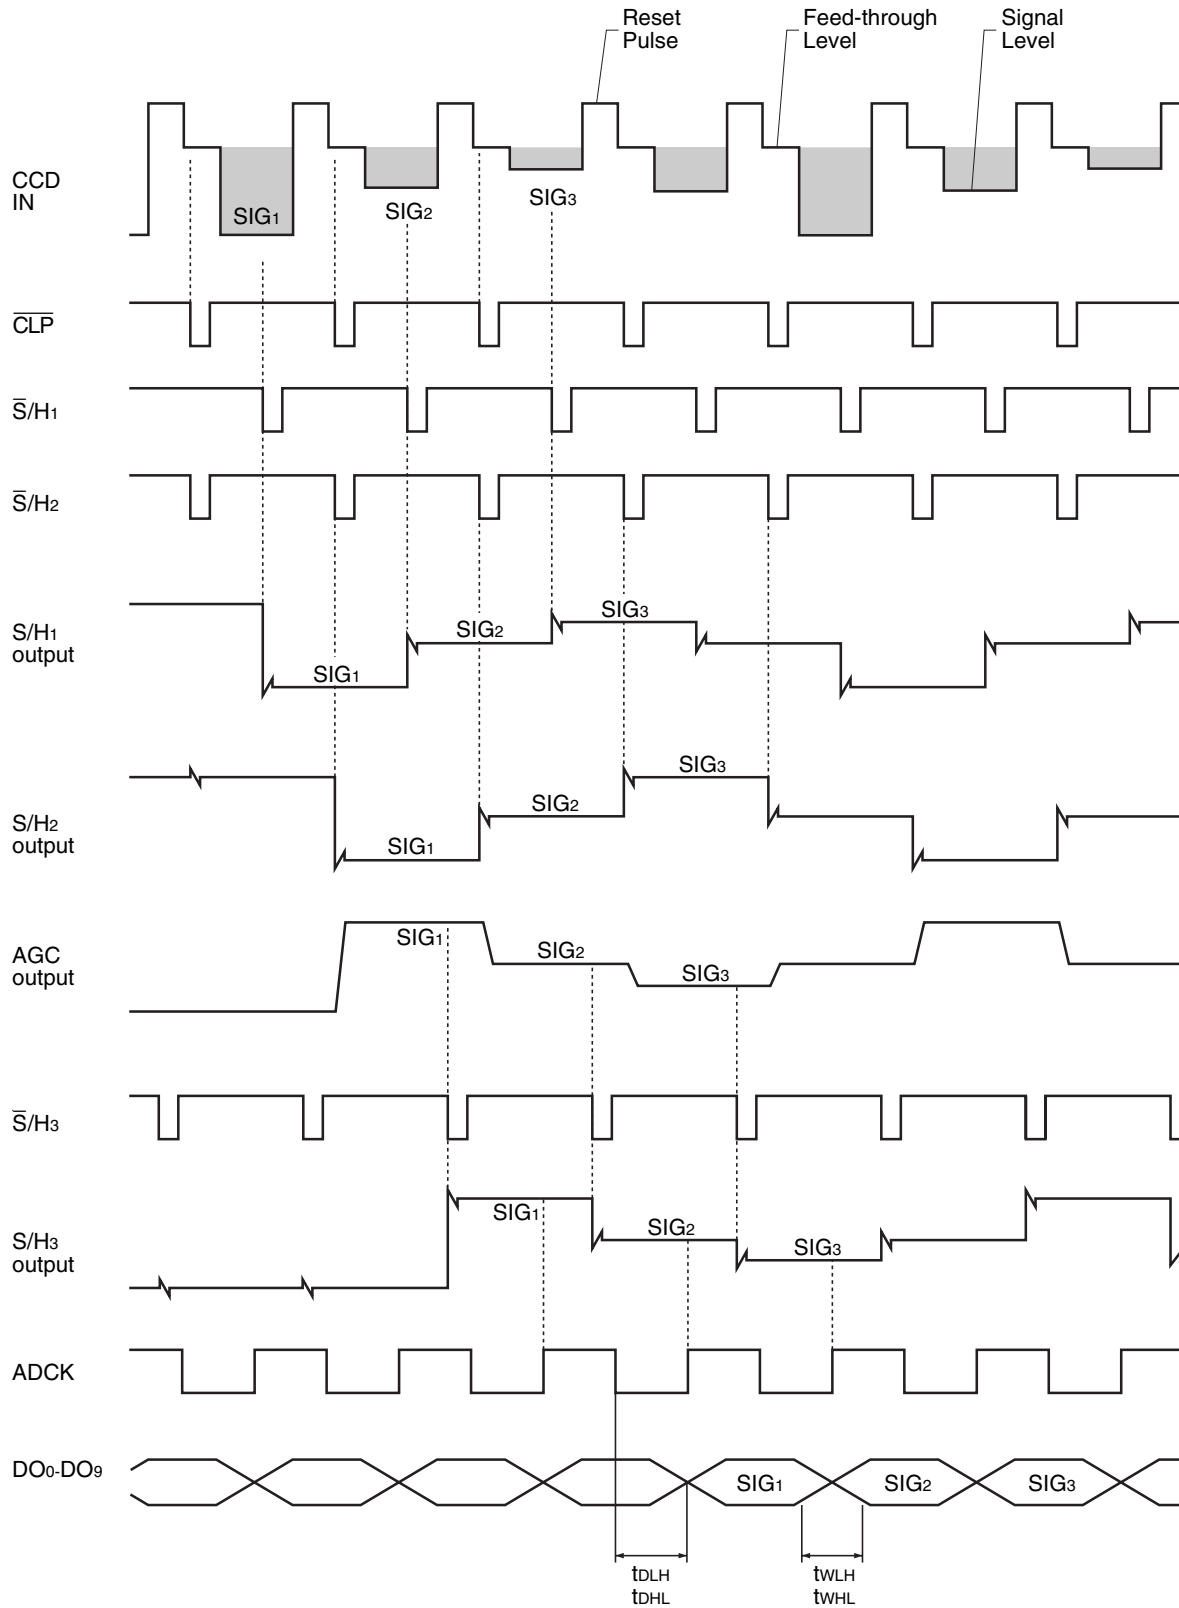 Reset
Pulse
Feed-through
Level
Signal
Level
CCD
IN
SIG1
SIG2
SIG3
C̅L̅P̅
S̅/H1
S̅/H2
S/H1
output
SIG1
SIG2
SIG3
S/H2
output
SIG1
SIG2
SIG3
AGC
output
SIG1
SIG2
SIG3
S̅/H3
S/H3
output
SIG1
SIG2
SIG3
ADCK
DO0-DO9
SIG1
SIG2
SIG3
tDLH
tDHL
tWLH
tWHL